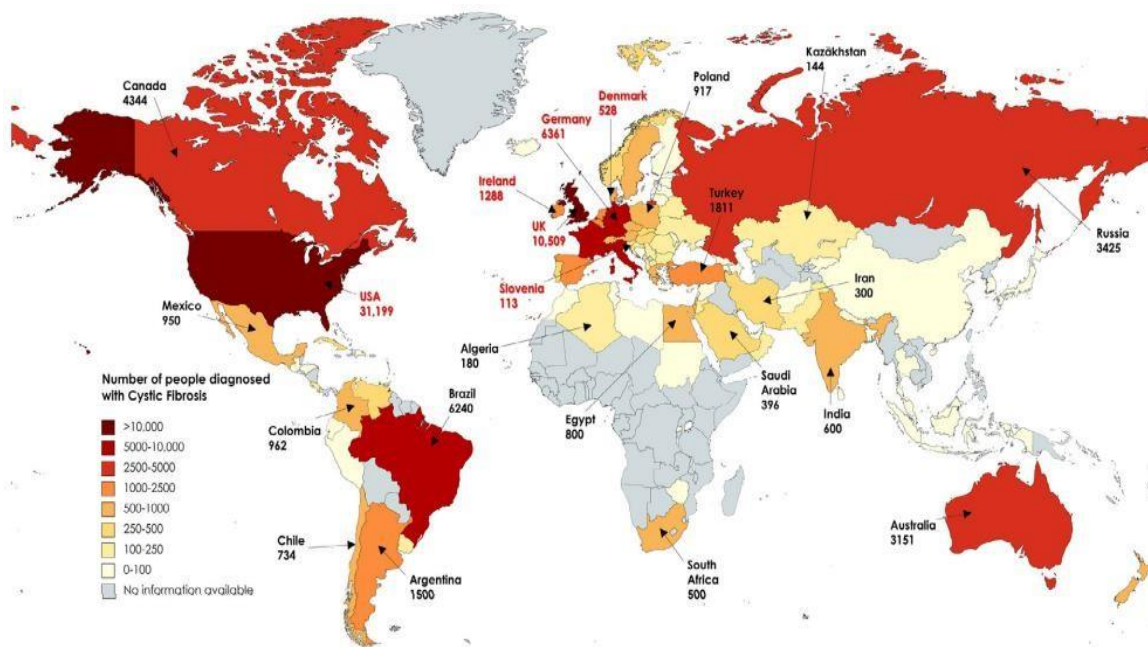 Kazakhstan
144
Poland
917
Canada
4344
Denmark
528
Germany
6361
Ireland
1288
Turkey
1811
UK
10,509
Russia
3425
Slovenia
113
USA
31,199
Iran
300
Mexico
950
Algeria
180
Saudi
Arabia
396
Number of people diagnosed
with Cystic Fibrosis
Brazil
6240
Egypt
800
India
600
Colombia
962
>10.000
5000-10,000
2500-5000
1000-2500
500-1000
250-500
100-250
0-100
No information available
Australia
3151
Chile
734
Argentina
1500
South
Africa
500